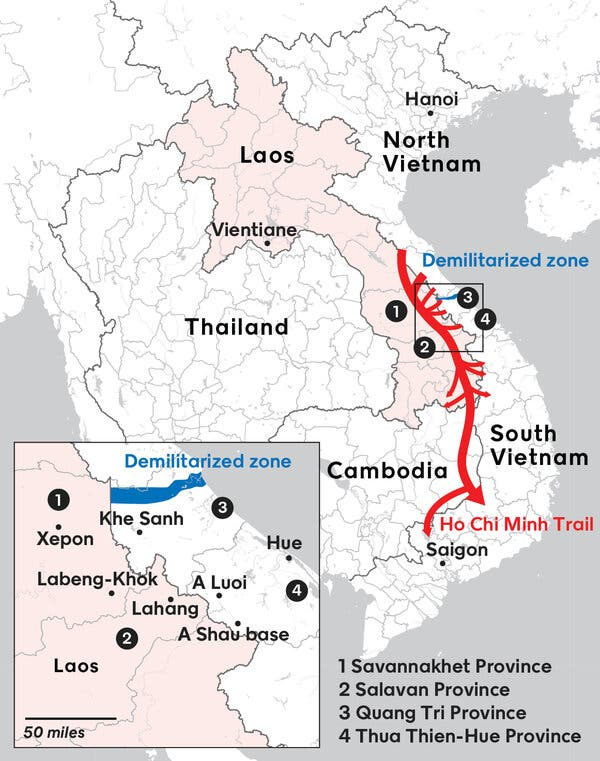 Hanoi
North
Vietnam
Laos
Vientiane
Demilitarized zone
1
3
4
Thailand
2
South
Vietnam
Cambodia
Ho Chi Minh Trail
Saigon
Demilitarized zone
1
3
Khe Sanh
Xepon
Hue
Labeng-Khok
A Luoi
4
Lahang
A Shau base
2
Laos
50 miles
1 Savannakhet Province
2 Salavan Province
3 Quang Tri Province
4 Thua Thien-Hue Province